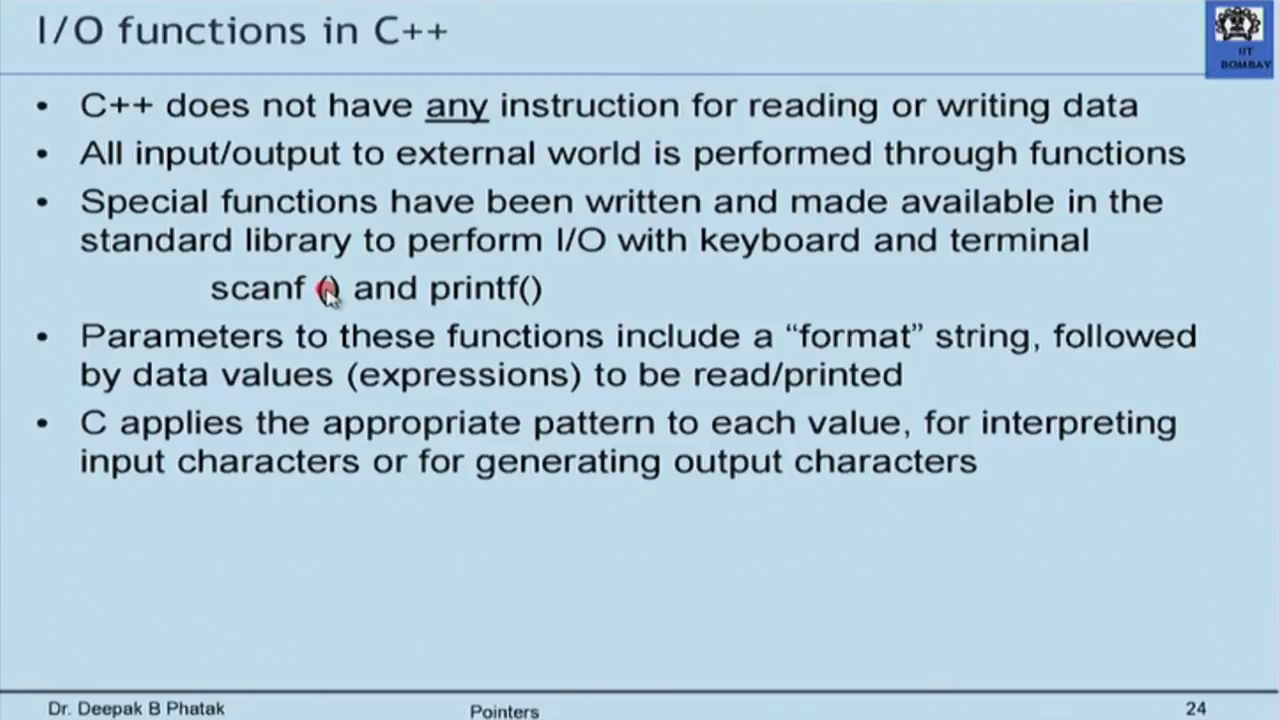 I/O functions in C++
IIT
BOMBAY
• C++ does not have any instruction for reading or writing data
• All input/output to external world is performed through functions
• Special functions have been written and made available in the
standard library to perform I/O with keyboard and terminal
scanf () and printf()
• Parameters to these functions include a “format” string, followed
by data values (expressions) to be read/printed
• C applies the appropriate pattern to each value, for interpreting
input characters or for generating output characters
Dr. Deepak B Phatak
Pointers
24